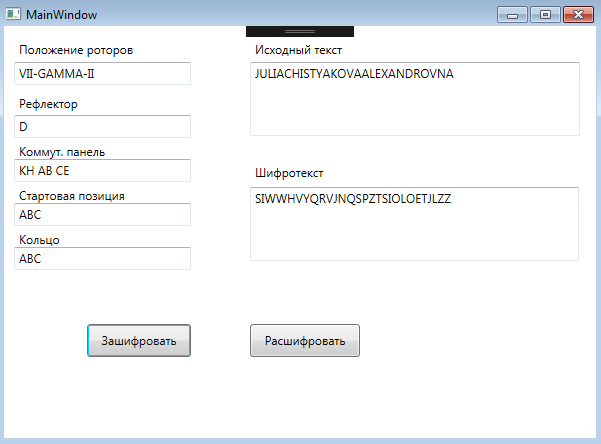 MainWindow
Положение роторов
VII-GAMMA-II
Рефлектор
D
Коммут. панель
KH AB CE
Стартовая позиция
ABC
Кольцо
ABC
Исходный текст
JULIACHISTYAKOVAALEXANDROVNA
Шифротекст
SIWWHVYQRVJNQSPZTSIOLOETJLZZ
Зашифровать
Расшифровать